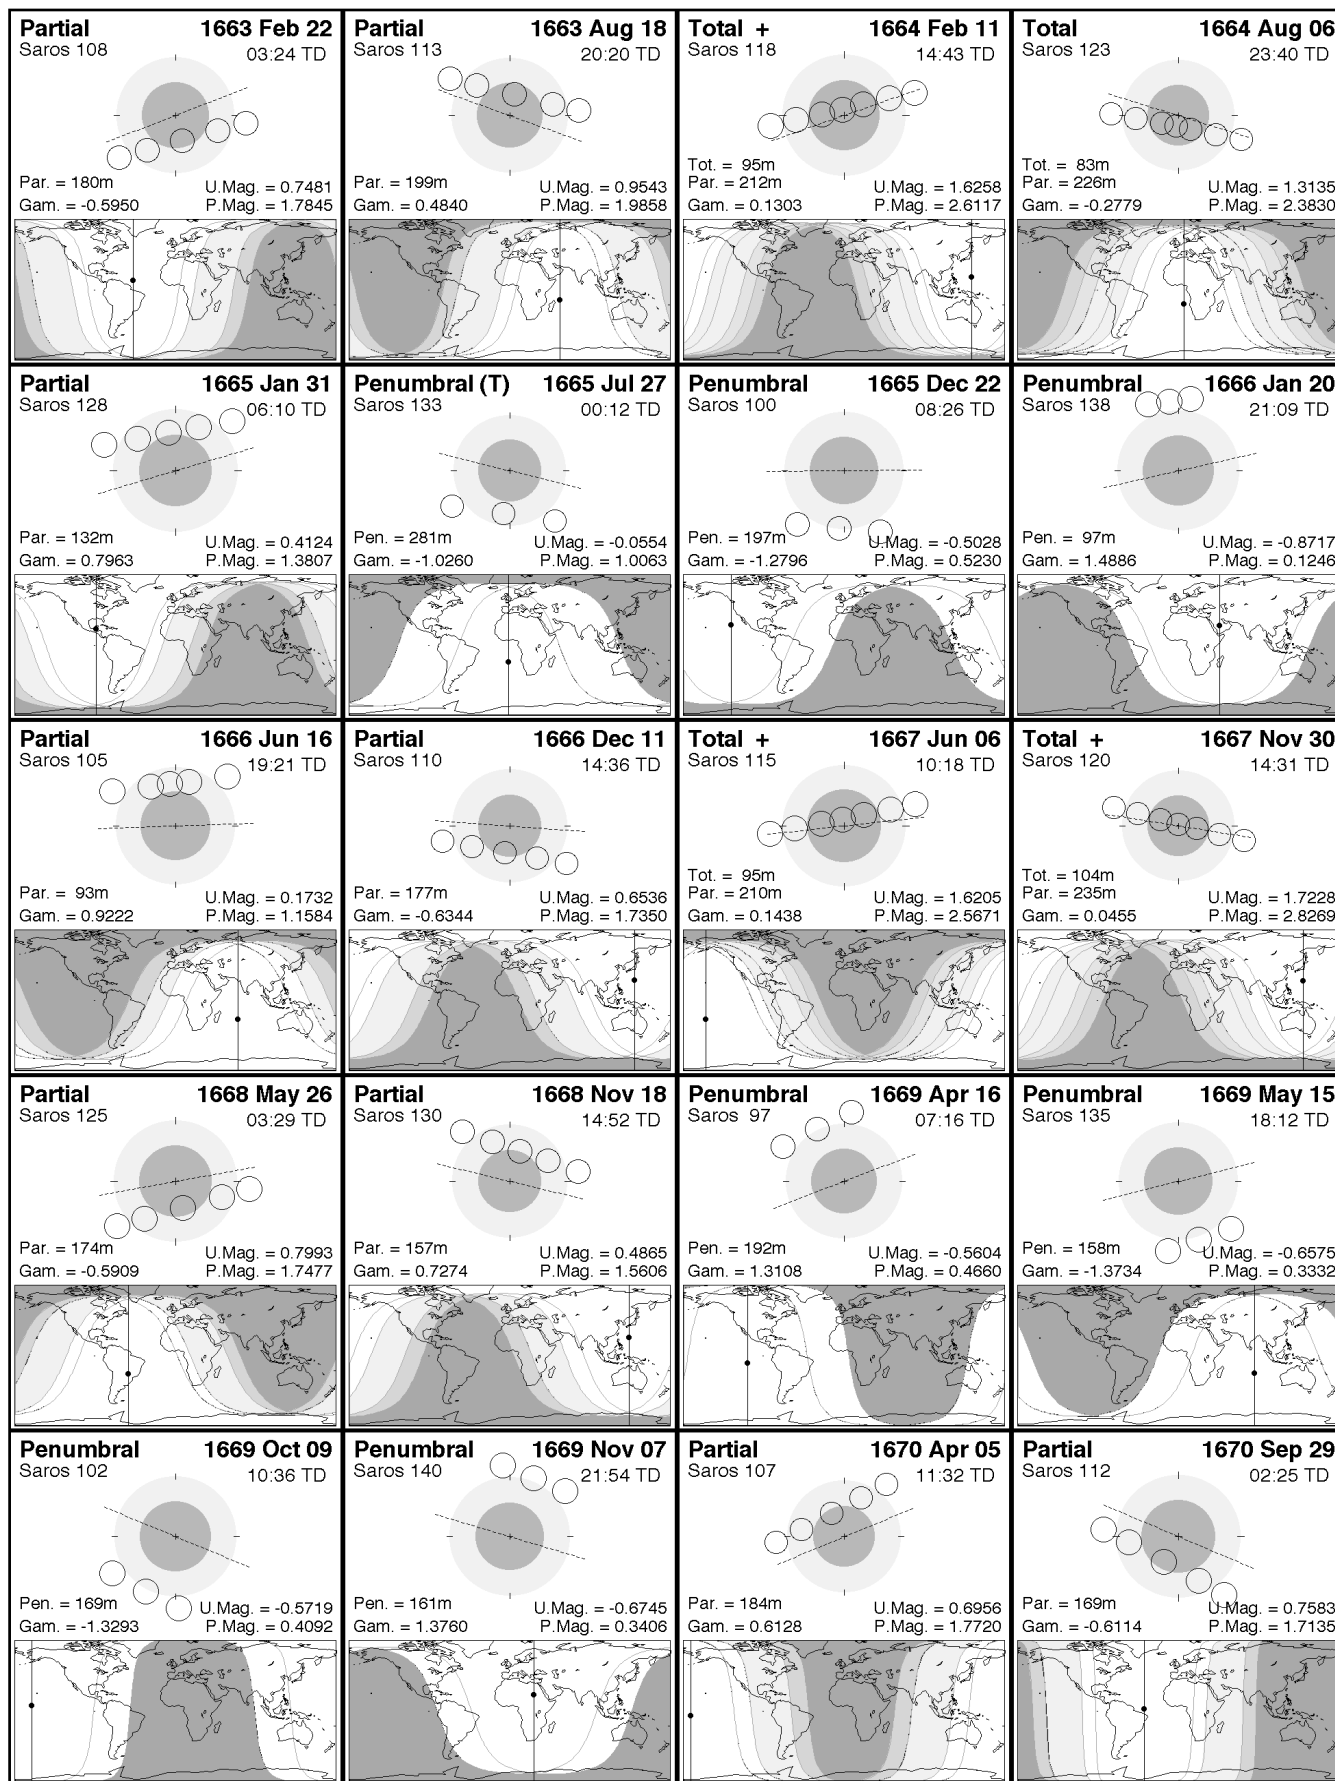 Partial 1663 Feb 22
Saros 108 03:24 TD
Par. = 180m U.Mag. = 0.7481
Gam. = -0.5950 P.Mag. = 1.7845
Partial 1663 Aug 18
Saros 113 20:20 TD
Par. = 199m U.Mag. = 0.9543
Gam. = 0.4840 P.Mag. = 1.9858
Total + 1664 Feb 11
Saros 118 14:43 TD
Tot. = 95m
Par. = 212m U.Mag. = 1.6258
Gam. = 0.1303 P.Mag. = 2.6117
Total 1664 Aug 06
Saros 123 23:40 TD
Tot. = 83m
Par. = 226m U.Mag. = 1.3135
Gam. = -0.2779 P.Mag. = 2.3830
Partial 1665 Jan 31
Saros 128 06:10 TD
Par. = 132m U.Mag. = 0.4124
Gam. = 0.7963 P.Mag. = 1.3807
Penumbral (T) 1665 Jul 27
Saros 133 00:12 TD
Pen. = 281m U.Mag. = -0.0554
Gam. = -1.0260 P.Mag. = 1.0063
Penumbral 1665 Dec 22
Saros 100 08:26 TD
Pen. = 197m U.Mag. = -0.5028
Gam. = -1.2796 P.Mag. = 0.5230
Penumbral 1666 Jan 20
Saros 138 21:09 TD
Pen. = 97m U.Mag. = -0.8717
Gam. = 1.4886 P.Mag. = 0.1246
Partial 1666 Jun 16
Saros 105 19:21 TD
Par. = 93m U.Mag. = 0.1732
Gam. = 0.9222 P.Mag. = 1.1584
Partial 1666 Dec 11
Saros 110 14:36 TD
Par. = 177m U.Mag. = 0.6536
Gam. = -0.6344 P.Mag. = 1.7350
Total + 1667 Jun 06
Saros 115 10:18 TD
Tot. = 95m
Par. = 210m U.Mag. = 1.6205
Gam. = 0.1438 P.Mag. = 2.5671
Total + 1667 Nov 30
Saros 120 14:31 TD
Tot. = 104m
Par. = 235m U.Mag. = 1.7228
Gam. = 0.0455 P.Mag. = 2.8269
Partial 1668 May 26
Saros 125 03:29 TD
Par. = 174m U.Mag. = 0.7993
Gam. = -0.5909 P.Mag. = 1.7477
Partial 1668 Nov 18
Saros 130 14:52 TD
Par. = 157m U.Mag. = 0.4865
Gam. = 0.7274 P.Mag. = 1.5606
Penumbral 1669 Apr 16
Saros 97 07:16 TD
Pen. = 192m U.Mag. = -0.5604
Gam. = 1.3108 P.Mag. = 0.4660
Penumbral 1669 May 15
Saros 135 18:12 TD
Pen. = 158m U.Mag. = -0.6575
Gam. = -1.3734 P.Mag. = 0.3332
Penumbral 1669 Oct 09
Saros 102 10:36 TD
Pen. = 169m U.Mag. = -0.5719
Gam. = -1.3293 P.Mag. = 0.4092
Penumbral 1669 Nov 07
Saros 140 21:54 TD
Pen. = 161m U.Mag. = -0.6745
Gam. = 1.3760 P.Mag. = 0.3406
Partial 1670 Apr 05
Saros 107 11:32 TD
Par. = 184m U.Mag. = 0.6956
Gam. = 0.6128 P.Mag. = 1.7720
Partial 1670 Sep 29
Saros 112 02:25 TD
Par. = 169m U.Mag. = 0.7583
Gam. = -0.6114 P.Mag. = 1.7135